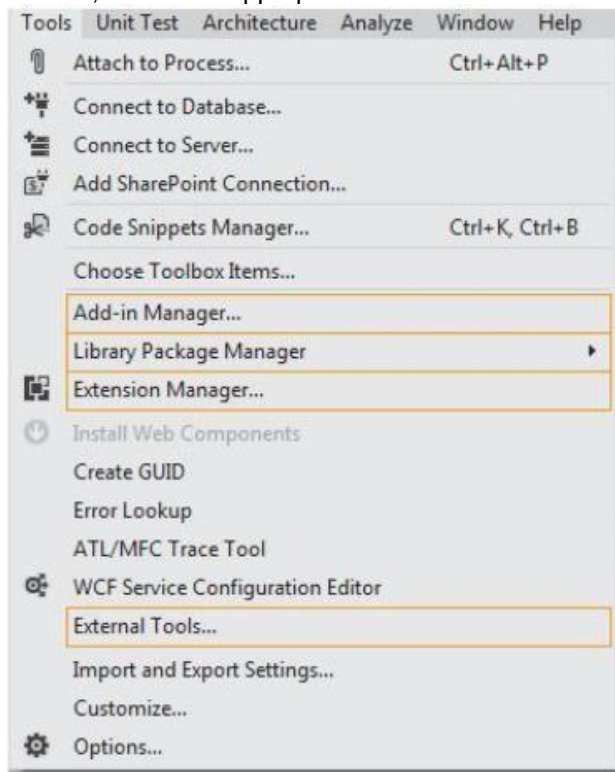 Tools Unit Test Architecture Analyze Window Help
Attach to Process... Ctrl+Alt+P
Connect to Database...
Connect to Server...
Add SharePoint Connection...
Code Snippets Manager... Ctrl+K, Ctrl+B
Choose Toolbox Items...
Add-in Manager...
Library Package Manager
Extension Manager...
Install Web Components
Create GUID
Error Lookup
ATL/MFC Trace Tool
WCF Service Configuration Editor
External Tools...
Import and Export Settings...
Customize...
Options...